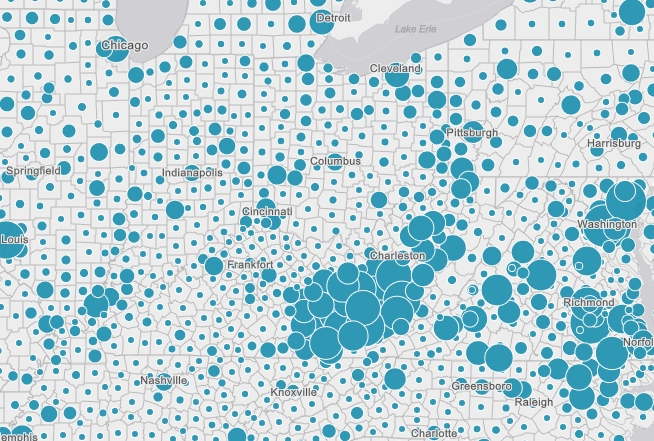 Detroit
Lake Erie
Chicago
Cleveland
Pittsburgh
Harrisburg
Columbus
Springfield
Indianapolis
Cincinnati
Washington
Louis
Charleston
Frankfort
Richmond
Norfol
Nashville
Knoxville
Greensboro
Raleigh
emphis
Charlotte